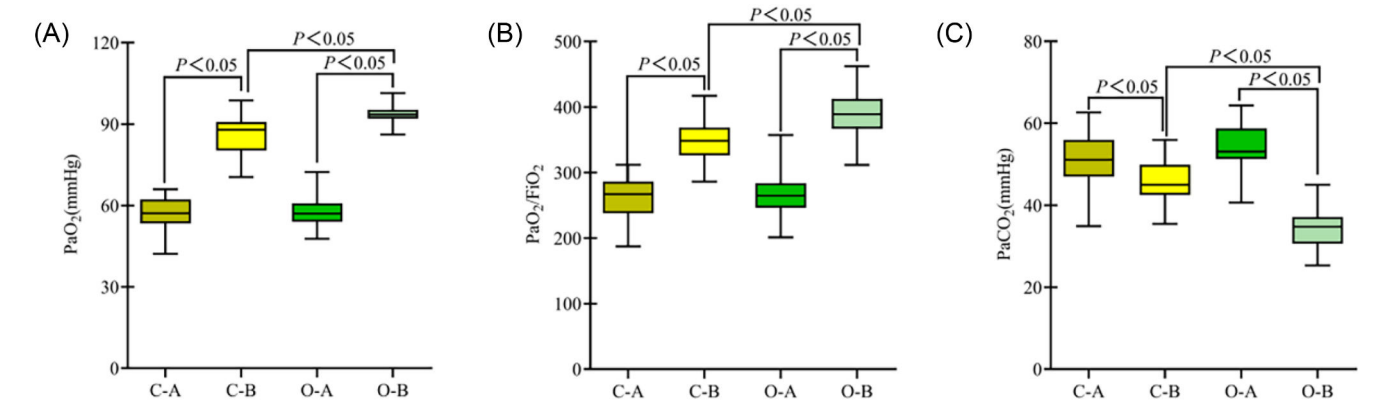 (A)
PaO₂(mmHg)
120
90
60
30
0
P<0.05
P<0.05
P<0.05
C-A C-B O-A O-B
(B)
PaO₂/FiO₂
500
400
300
200
100
0
P<0.05
P<0.05
P<0.05
C-A C-B O-A O-B
(C)
PaCO₂(mmHg)
80
60
40
20
0
P<0.05
P<0.05
P<0.05
C-A C-B O-A O-B